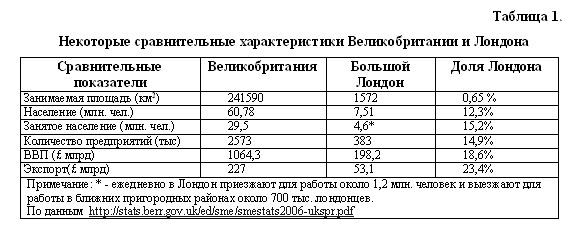 Таблица 1.
Некоторые сравнительные характеристики Великобритании и Лондона
Сравнительные показатели Великобритания Большой Лондон Доля Лондона
Занимаемая площадь (км²) 241590 1572 0,65 %
Население (млн. чел.) 60,78 7,51 12,3%
Занятое население (млн. чел.) 29,5 4,6* 15,2%
Количество предприятий (тыс) 2573 383 14,9%
ВВП (£ млрд) 1064,3 198,2 18,6%
Экспорт(£ млрд) 227 53,1 23,4%
Примечание: * - ежедневно в Лондон приезжают для работы около 1,2 млн. человек и выезжают для
работы в ближних пригородных районах около 700 тыс. лондонцев.
По данным http://stats.berr.gov.uk/ed/sme/smestats2006-ukspr.pdf